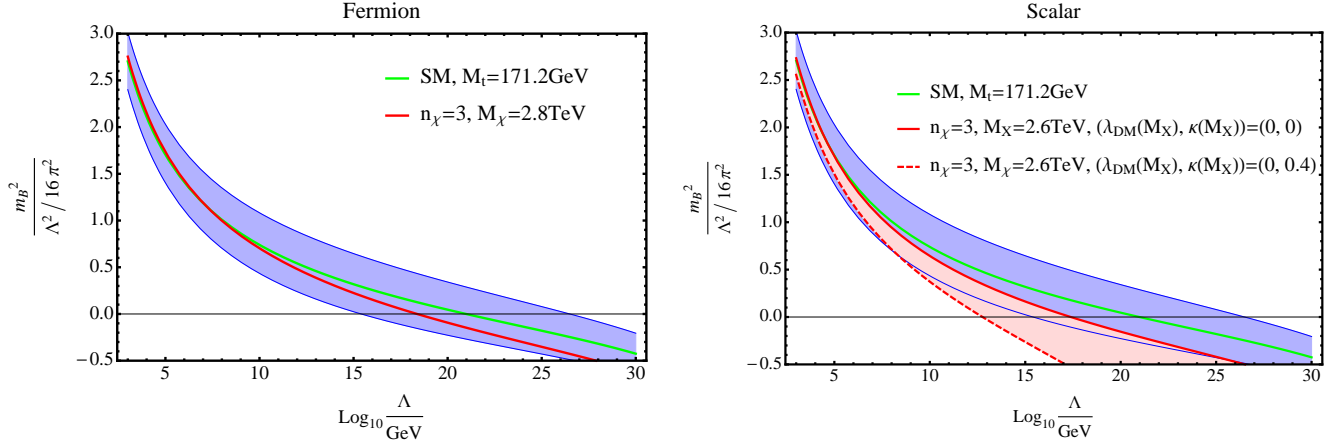 Fermion
3.0
2.5
2.0
1.5
1.0
0.5
0.0
−0.5
m_B^2
Λ^2 / 16 π^2
SM, M_t=171.2GeV
n_χ=3, M_χ=2.8TeV
5 10 15 20 25 30
Log_10 Λ/GeV
Scalar
3.0
2.5
2.0
1.5
1.0
0.5
0.0
−0.5
m_B^2
Λ^2 / 16 π^2
SM, M_t=171.2GeV
n_χ=3, M_X=2.6TeV, (λ_DM(M_X), κ(M_X))=(0, 0)
n_χ=3, M_χ=2.6TeV, (λ_DM(M_X), κ(M_X))=(0, 0.4)
5 10 15 20 25 30
Log_10 Λ/GeV